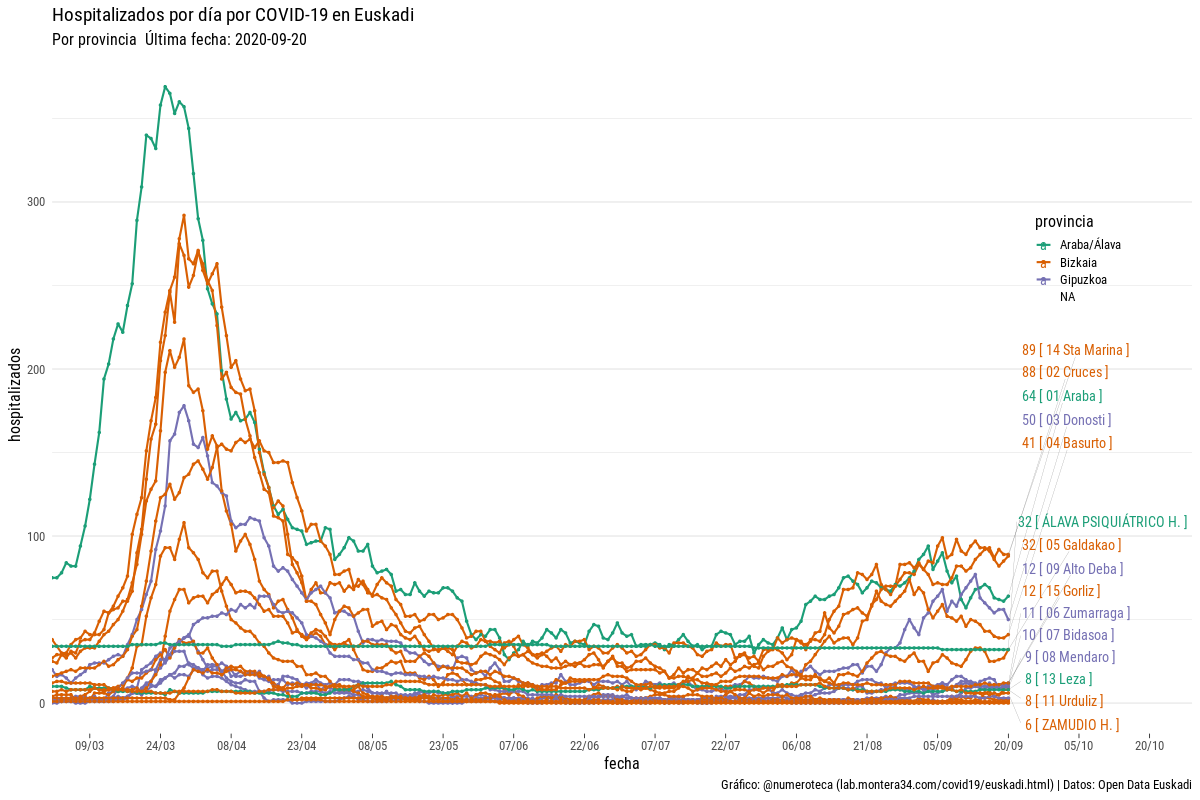 Hospitalizados por día por COVID-19 en Euskadi
Por provincia  Última fecha: 2020-09-20
hospitalizados
300
200
100
0
provincia
Araba/Álava
Bizkaia
Gipuzkoa
NA
89 [ 14 Sta Marina ]
88 [ 02 Cruces ]
64 [ 01 Araba ]
50 [ 03 Donosti ]
41 [ 04 Basurto ]
32 [ ÁLAVA PSIQUIÁTRICO H. ]
32 [ 05 Galdakao ]
12 [ 09 Alto Deba ]
12 [ 15 Gorliz ]
11 [ 06 Zumarraga ]
10 [ 07 Bidasoa ]
9 [ 08 Mendaro ]
8 [ 13 Leza ]
8 [ 11 Urduliz ]
6 [ ZAMUDIO H. ]
09/03 24/03 08/04 23/04 08/05 23/05 07/06 22/06 07/07 22/07 06/08 21/08 05/09 20/09 05/10 20/10
fecha
Gráfico: @numeroteca (lab.montera34.com/covid19/euskadi.html) | Datos: Open Data Euskadi